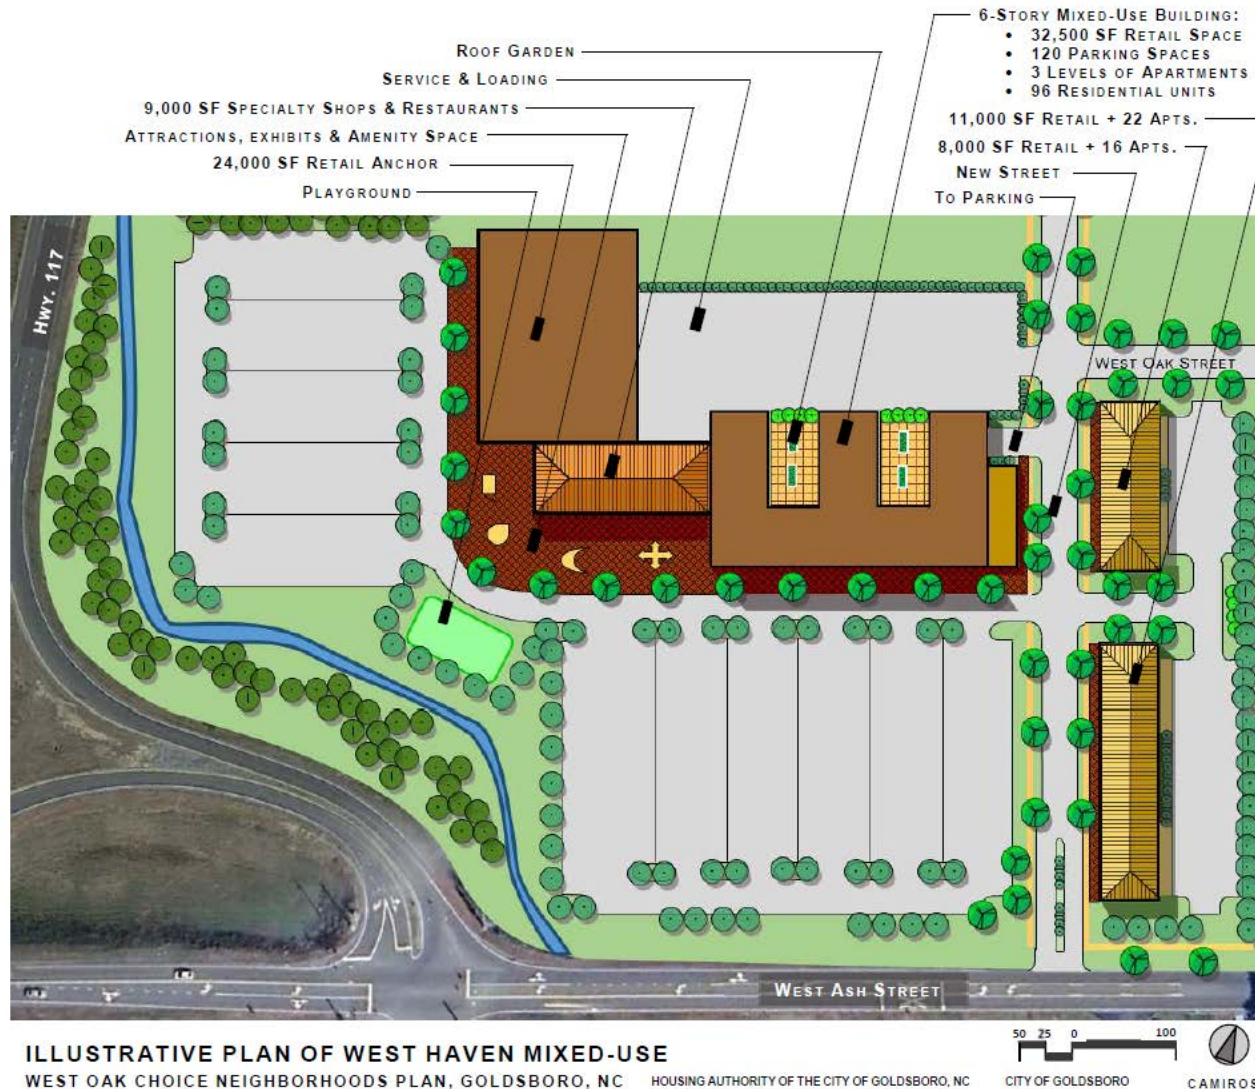 6-Story Mixed-Use Building:
• 32,500 SF Retail Space
• 120 Parking Spaces
• 3 Levels of Apartments
• 96 Residential units
Roof Garden
Service & Loading
9,000 SF Specialty Shops & Restaurants
11,000 SF Retail + 22 Apts.
Attractions, exhibits & Amenity Space
8,000 SF Retail + 16 Apts.
24,000 SF Retail Anchor
New Street
Playground
To Parking
Hwy. 117
West Oak Street
West Ash Street
ILLUSTRATIVE PLAN OF WEST HAVEN MIXED-USE
WEST OAK CHOICE NEIGHBORHOODS PLAN, GOLDSBORO, NC
HOUSING AUTHORITY OF THE CITY OF GOLDSBORO, NC
CITY OF GOLDSBORO
50 25 0 100
CAMIROS